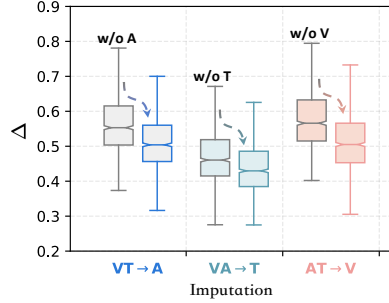 0.9
0.8
0.7
0.6
0.5
0.4
0.3
0.2
Δ
w/o A
w/o T
w/o V
VT → A
VA → T
AT → V
Imputation